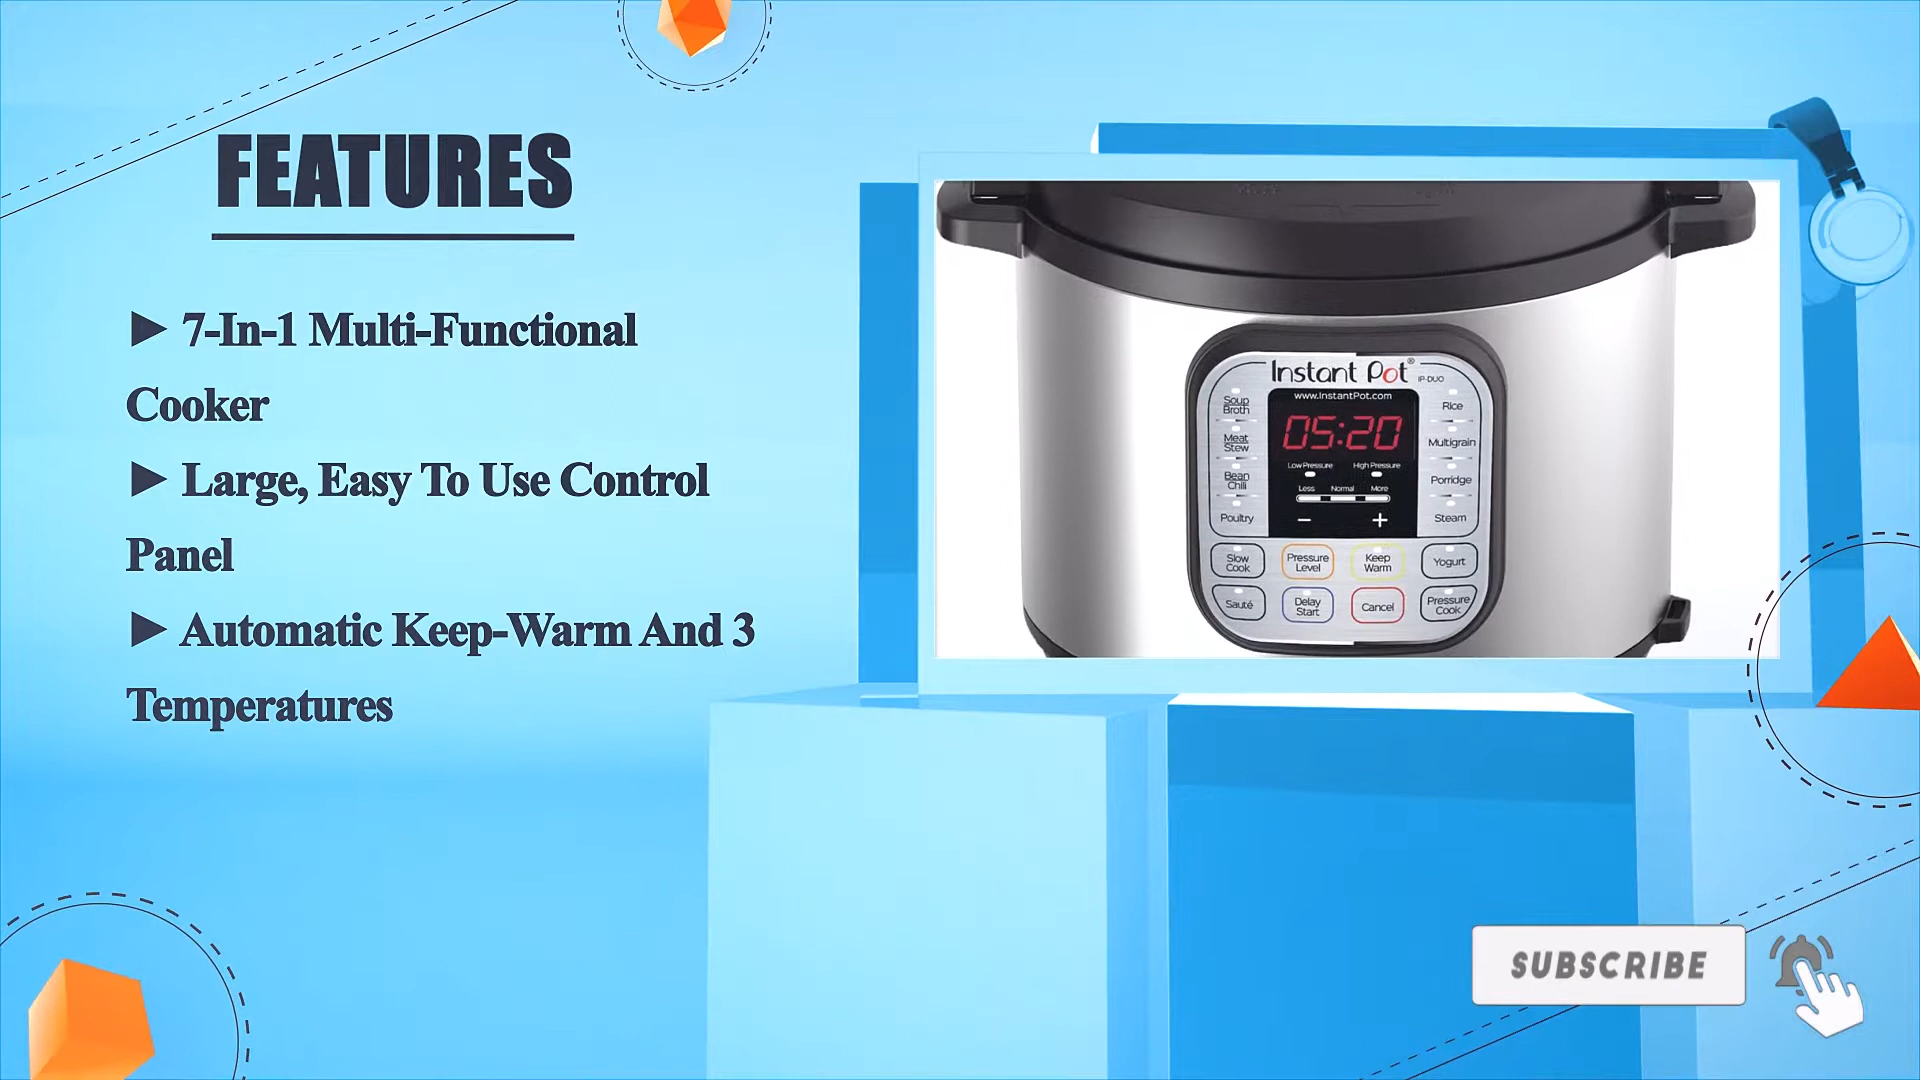 FEATURES
► 7-In-1 Multi-Functional
Cooker
► Large, Easy To Use Control
Panel
► Automatic Keep-Warm And 3
Temperatures
Instant Pot® IP-DUO
www.InstantPot.com
05:20
Low Pressure High Pressure
Less Normal More
− +
Soup
Broth
Meat
Stew
Bean
Chili
Poultry
Rice
Multigrain
Porridge
Steam
Slow
Cook
Pressure
Level
Keep
Warm
Yogurt
Sauté
Delay
Start
Cancel
Pressure
Cook
SUBSCRIBE